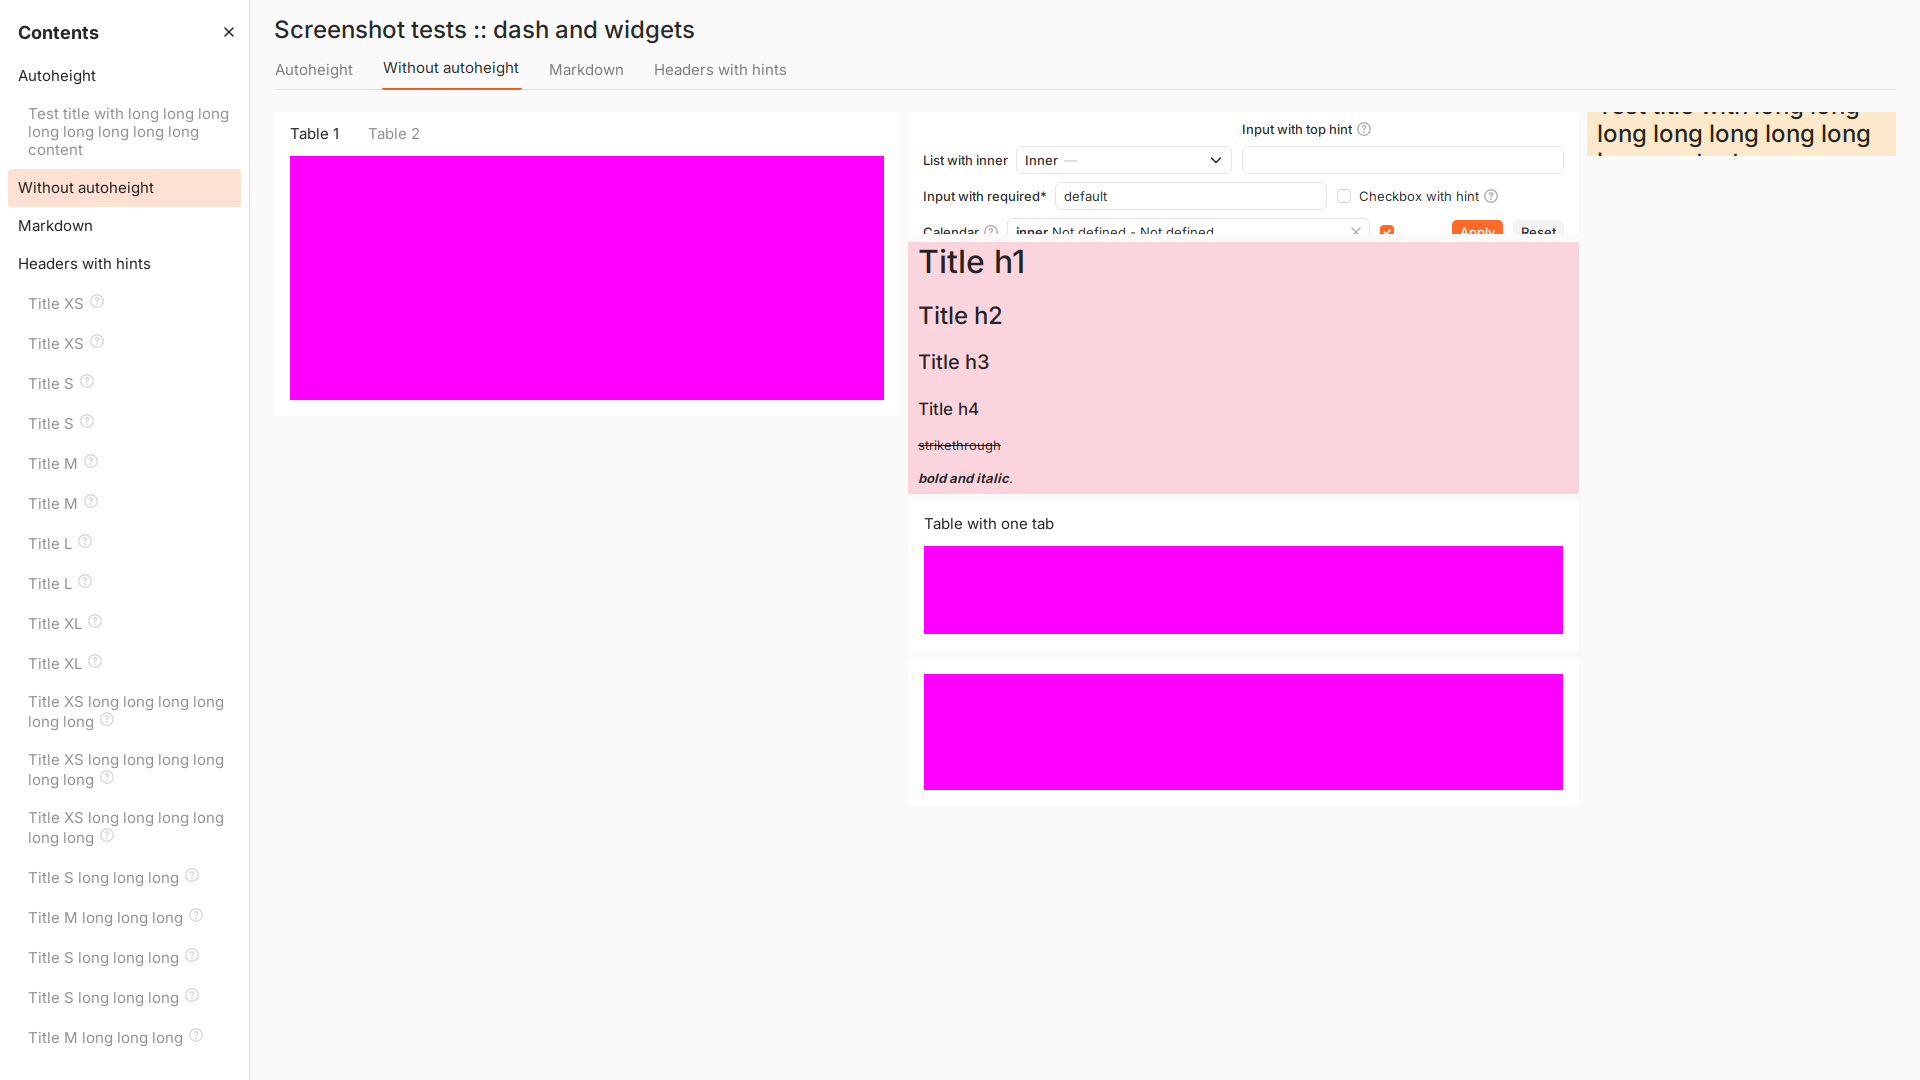 Contents
Autoheight
Test title with long long long
long long long long long
content
Without autoheight
Markdown
Headers with hints
Title XS
Title XS
Title S
Title S
Title M
Title M
Title L
Title L
Title XL
Title XL
Title XS long long long long
long long
Title XS long long long long
long long
Title XS long long long long
long long
Title S long long long
Title M long long long
Title S long long long
Title S long long long
Title M long long long
Screenshot tests :: dash and widgets
Autoheight
Without autoheight
Markdown
Headers with hints
Table 1
Table 2
Input with top hint
List with inner
Inner —
Input with required*
default
Checkbox with hint
Calendar
inner Not defined - Not defined
Apply
Reset
Title h1
Title h2
Title h3
Title h4
strikethrough
bold and italic.
Table with one tab
Test title with long long
long long long long long